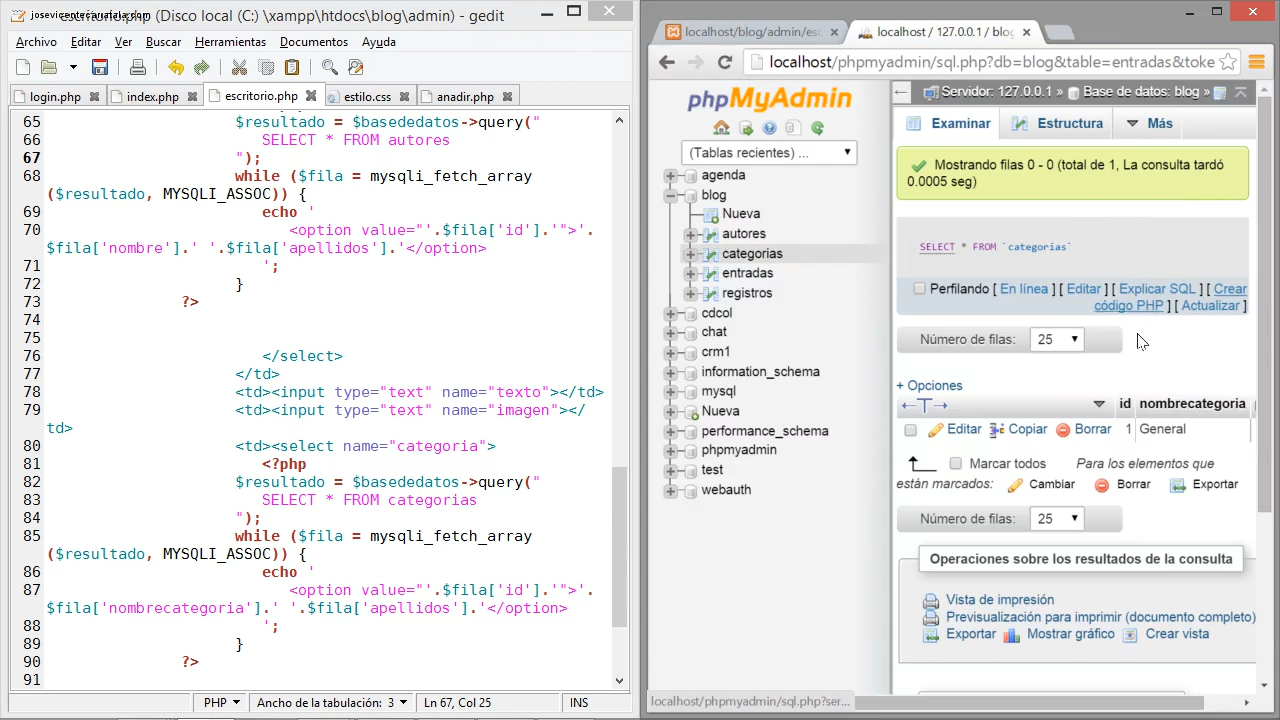 (Disco local (C:) \xampp\htdocs\blog\admin) - gedit
Archivo Editar Ver Buscar Herramientas Documentos Ayuda
login.php index.php escritorio.php estilo.css anadir.php
65 $resultado = $basededatos->query("
66 SELECT * FROM autores
67 ");
68 while ($fila = mysqli_fetch_array
($resultado, MYSQLI_ASSOC)) {
69 echo '
70 <option value="'.$fila['id'].'">'.
$fila['nombre'].' '.$fila['apellidos'].'</option>
71 ';
72 }
73 ?>
74
75
76 </select>
77 </td>
78 <td><input type="text" name="texto"></td>
79 <td><input type="text" name="imagen"></
td>
80 <td><select name="categoria">
81 <?php
82 $resultado = $basededatos->query("
83 SELECT * FROM categorias
84 ");
85 while ($fila = mysqli_fetch_array
($resultado, MYSQLI_ASSOC)) {
86 echo '
87 <option value="'.$fila['id'].'">'.
$fila['nombrecategoria'].' '.$fila['apellidos'].'</option>
88 ';
89 }
90 ?>
91
PHP Ancho de la tabulación: 3 Ln 67, Col 25 INS
localhost/blog/admin/esc localhost / 127.0.0.1 / blog
localhost/phpmyadmin/sql.php?db=blog&table=entradas&toke
phpMyAdmin
(Tablas recientes) ...
agenda
blog
Nueva
autores
categorias
entradas
registros
cdcol
chat
crm1
information_schema
mysql
Nueva
performance_schema
phpmyadmin
test
webauth
localhost/phpmyadmin/sql.php?ser...
Servidor: 127.0.0.1 » Base de datos: blog »
Examinar Estructura Más
Mostrando filas 0 - 0 (total de 1, La consulta tardó
0.0005 seg)
SELECT * FROM `categorias`
Perfilando [ En línea ] [ Editar ] [ Explicar SQL ] [ Crear
código PHP ] [ Actualizar ]
Número de filas: 25
+ Opciones
←T→ id nombrecategoria
Editar Copiar Borrar 1 General
Marcar todos Para los elementos que
están marcados: Cambiar Borrar Exportar
Número de filas: 25
Operaciones sobre los resultados de la consulta
Vista de impresión
Previsualización para imprimir (documento completo)
Exportar Mostrar gráfico Crear vista